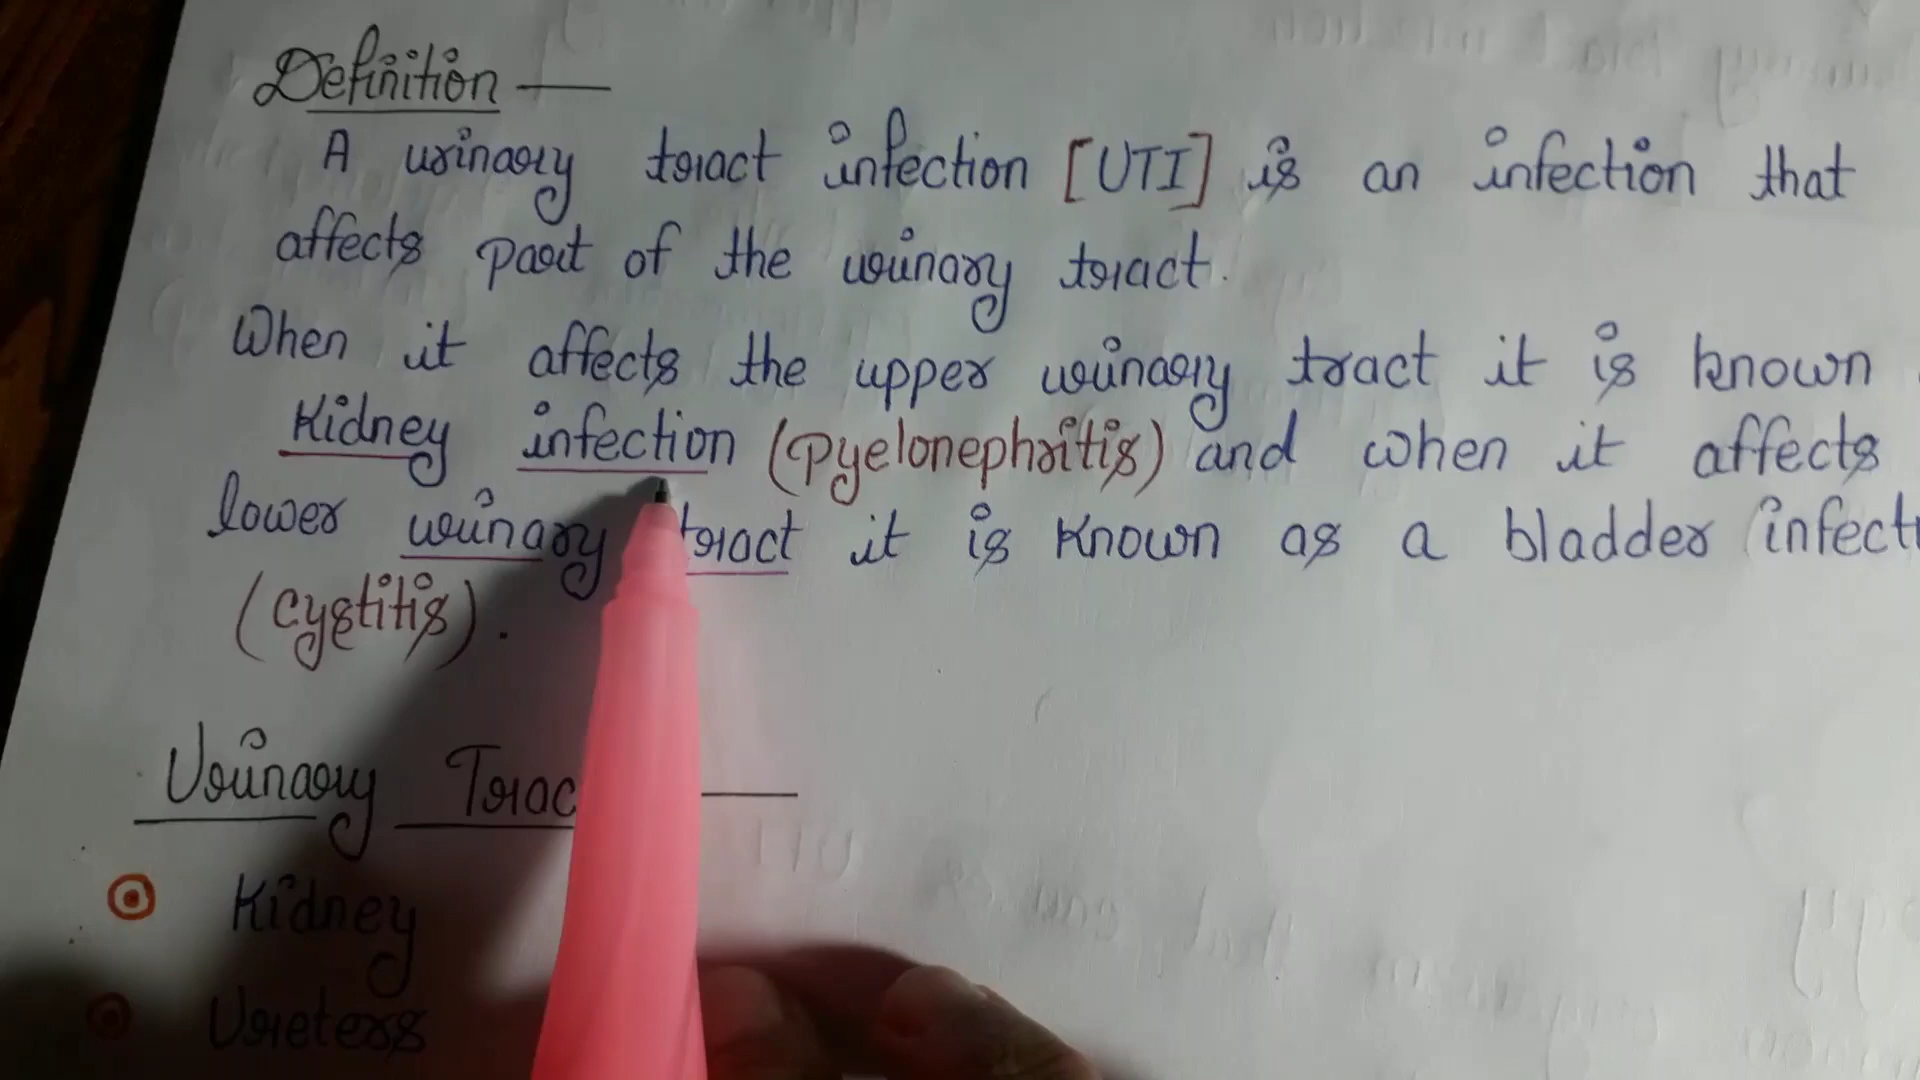 Definition —
A urinary tract infection [UTI] is an infection that
affects part of the urinary tract.
When it affects the upper urinary tract it is known
Kidney infection (Pyelonephritis) and when it affects
lower urinary tract it is known as a bladder infecti
(cystitis).
Urinary Trac —
Kidney
Ureters